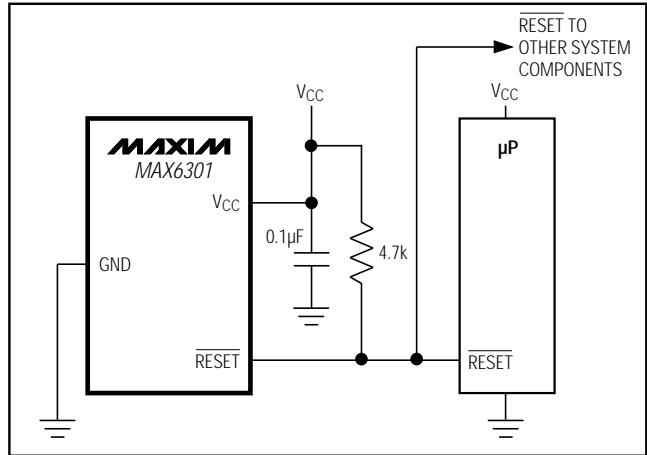 RESET TO
OTHER SYSTEM
COMPONENTS
VCC
VCC
MAXIM
MAX6301
µP
VCC
0.1µF
4.7k
GND
RESET
RESET